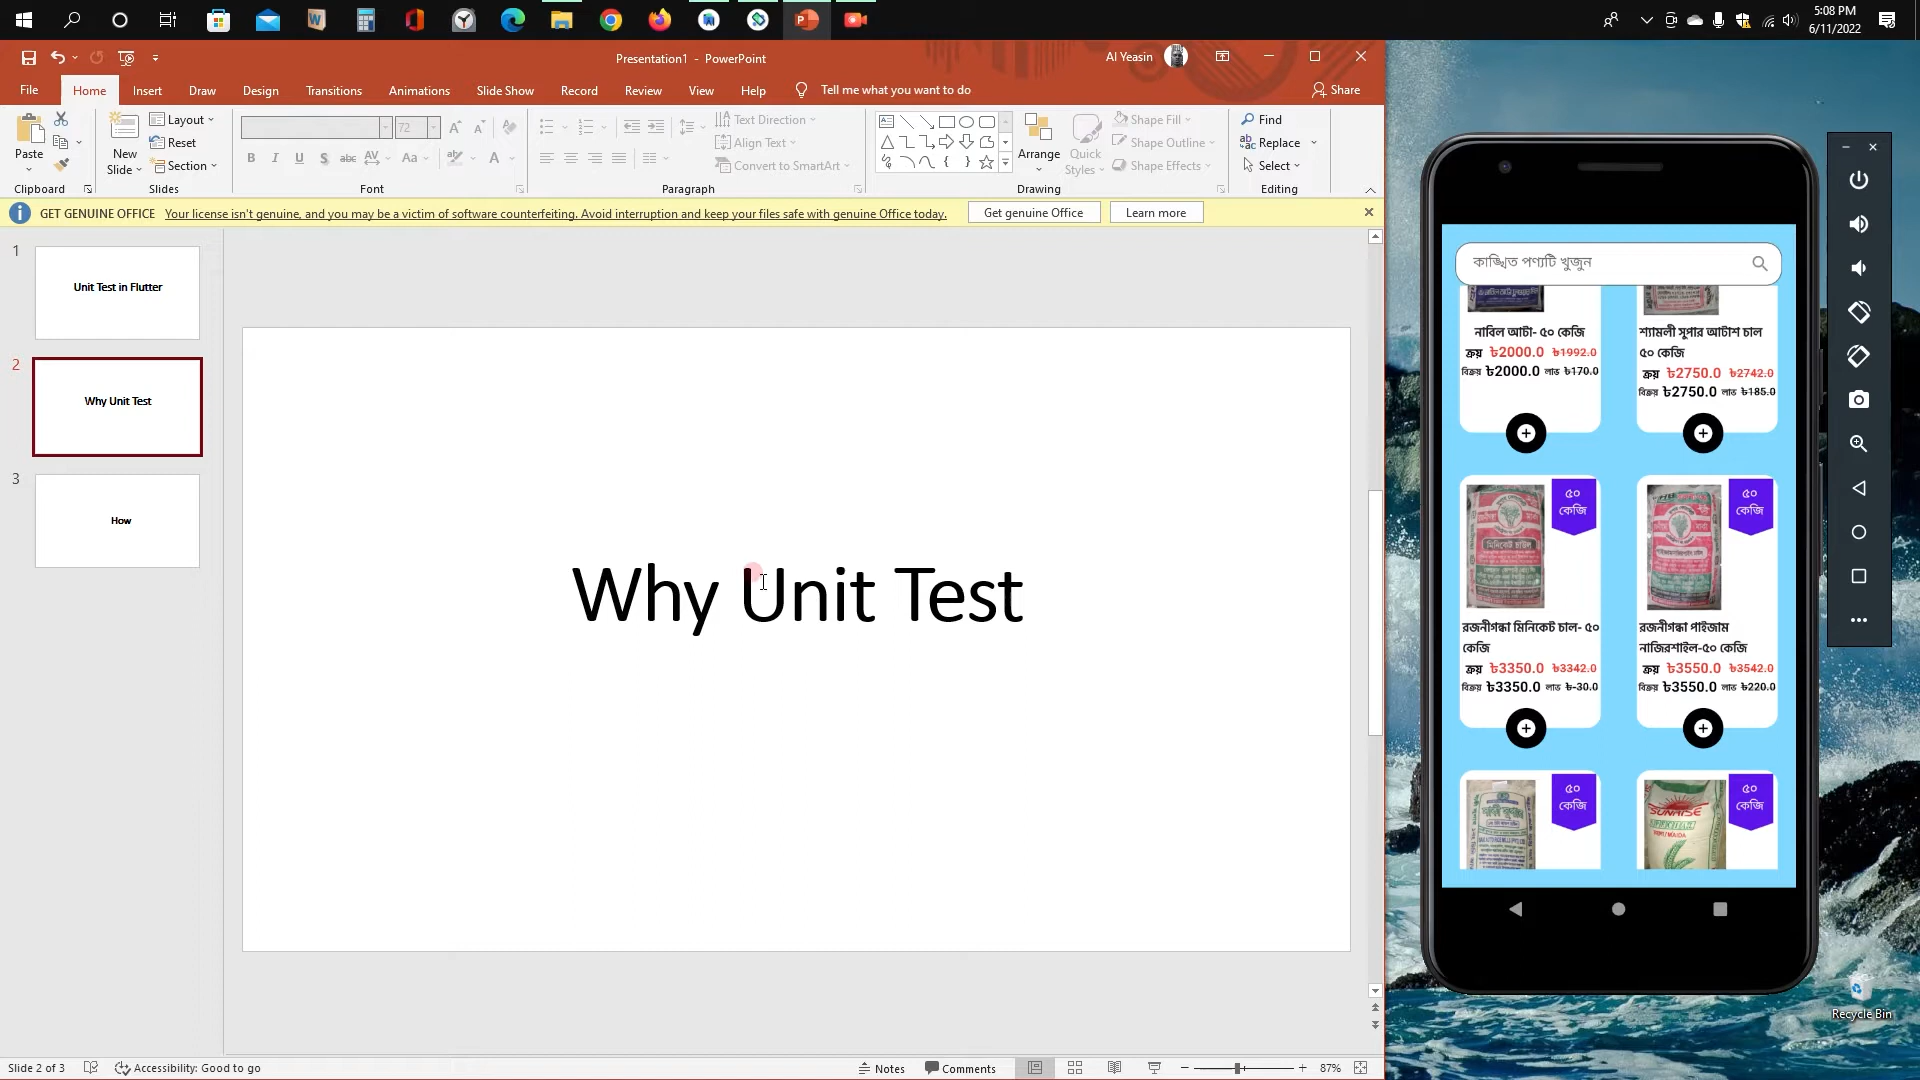 5:08 PM
6/11/2022
Presentation1 - PowerPoint
Al Yeasin
File Home Insert Draw Design Transitions Animations Slide Show Record Review View Help Tell me what you want to do Share
Paste
Clipboard
New
Slide
Layout
Reset
Section
Slides
72
B I U S abc AV Aa A
Font
Text Direction
Align Text
Convert to SmartArt
Paragraph
Arrange
Quick
Styles
Shape Fill
Shape Outline
Shape Effects
Drawing
Find
Replace
Select
Editing
GET GENUINE OFFICE Your license isn't genuine, and you may be a victim of software counterfeiting. Avoid interruption and keep your files safe with genuine Office today. Get genuine Office Learn more
1
Unit Test in Flutter
2
Why Unit Test
3
How
Why Unit Test
Slide 2 of 3 Accessibility: Good to go Notes Comments 87%
কাঙ্খিত পণ্যটি খুজুন
নাবিল আটা- ৫০ কেজি
ক্রয় ৳2000.0 ৳1992.0
বিক্রয় ৳2000.0 লাভ ৳170.0
শ্যামলী সুপার আটাশ চাল
৫০ কেজি
ক্রয় ৳2750.0 ৳2742.0
বিক্রয় ৳2750.0 লাভ ৳185.0
৫০
কেজি
মিনিকেট চাউল
রজনীগন্ধা মিনিকেট চাল- ৫০
কেজি
ক্রয় ৳3350.0 ৳3342.0
বিক্রয় ৳3350.0 লাভ ৳-30.0
৫০
কেজি
রজনীগন্ধা পাইজাম
নাজিরশাইল-৫০ কেজি
ক্রয় ৳3550.0 ৳3542.0
বিক্রয় ৳3550.0 লাভ ৳220.0
৫০
কেজি
৫০
কেজি
SUNRISE
Recycle Bin